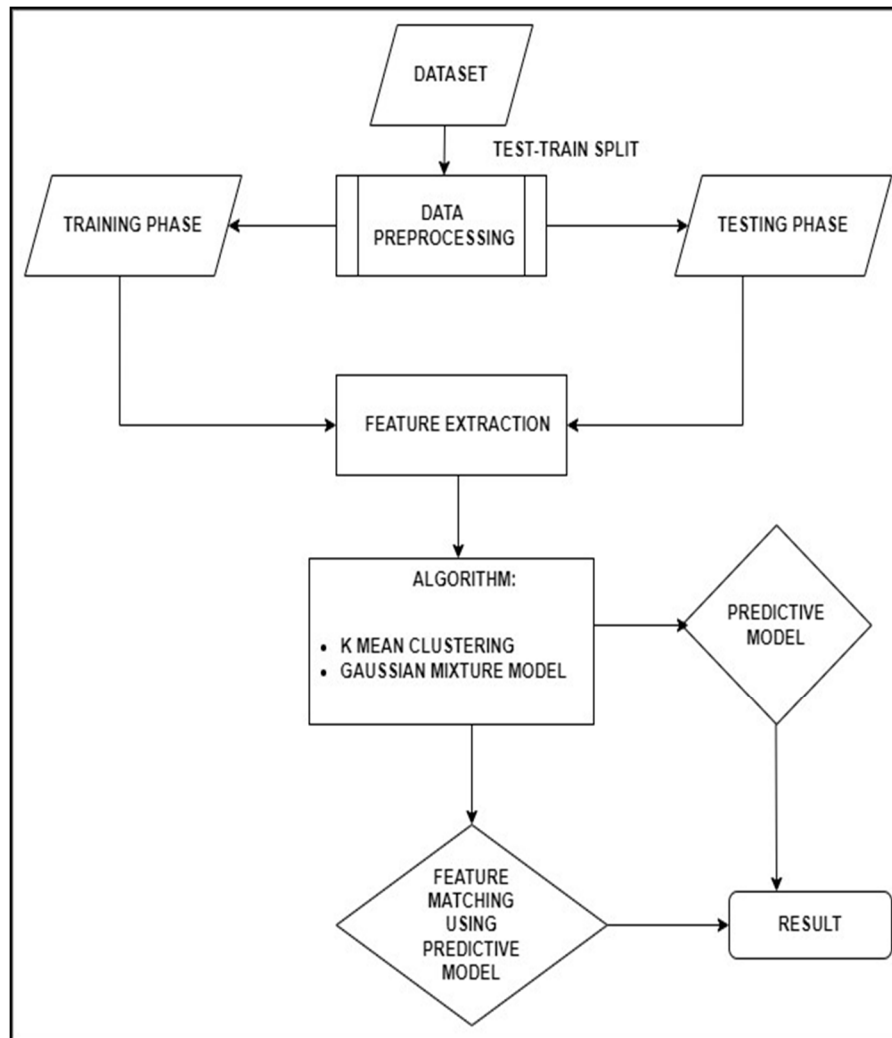 DATASET
TEST-TRAIN SPLIT
TRAINING PHASE
DATA
PREPROCESSING
TESTING PHASE
FEATURE EXTRACTION
ALGORITHM:
• K MEAN CLUSTERING
• GAUSSIAN MIXTURE MODEL
PREDICTIVE
MODEL
FEATURE
MATCHING
USING
PREDICTIVE
MODEL
RESULT